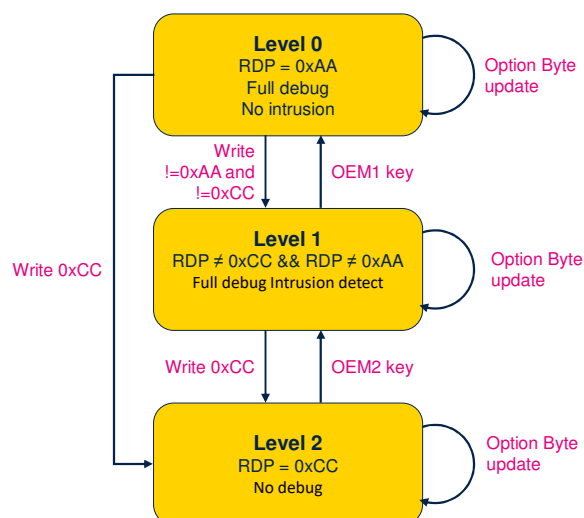 Level 0
RDP = 0xAA
Full debug
No intrusion
Option Byte
update
Write
!=0xAA and
!=0xCC
OEM1 key
Level 1
RDP ≠ 0xCC && RDP ≠ 0xAA
Full debug Intrusion detect
Option Byte
update
Write 0xCC
Write 0xCC
OEM2 key
Level 2
RDP = 0xCC
No debug
Option Byte
update